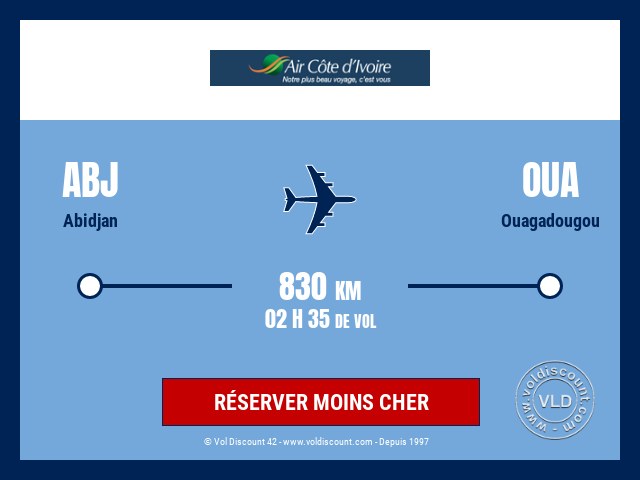 Air Côte d'Ivoire
Notre plus beau voyage, c'est vous
ABJ
OUA
Abidjan
Ouagadougou
830 KM
02 H 35 DE VOL
RÉSERVER MOINS CHER
www.voldiscount.com -
VLD
© Vol Discount 42 - www.voldiscount.com - Depuis 1997